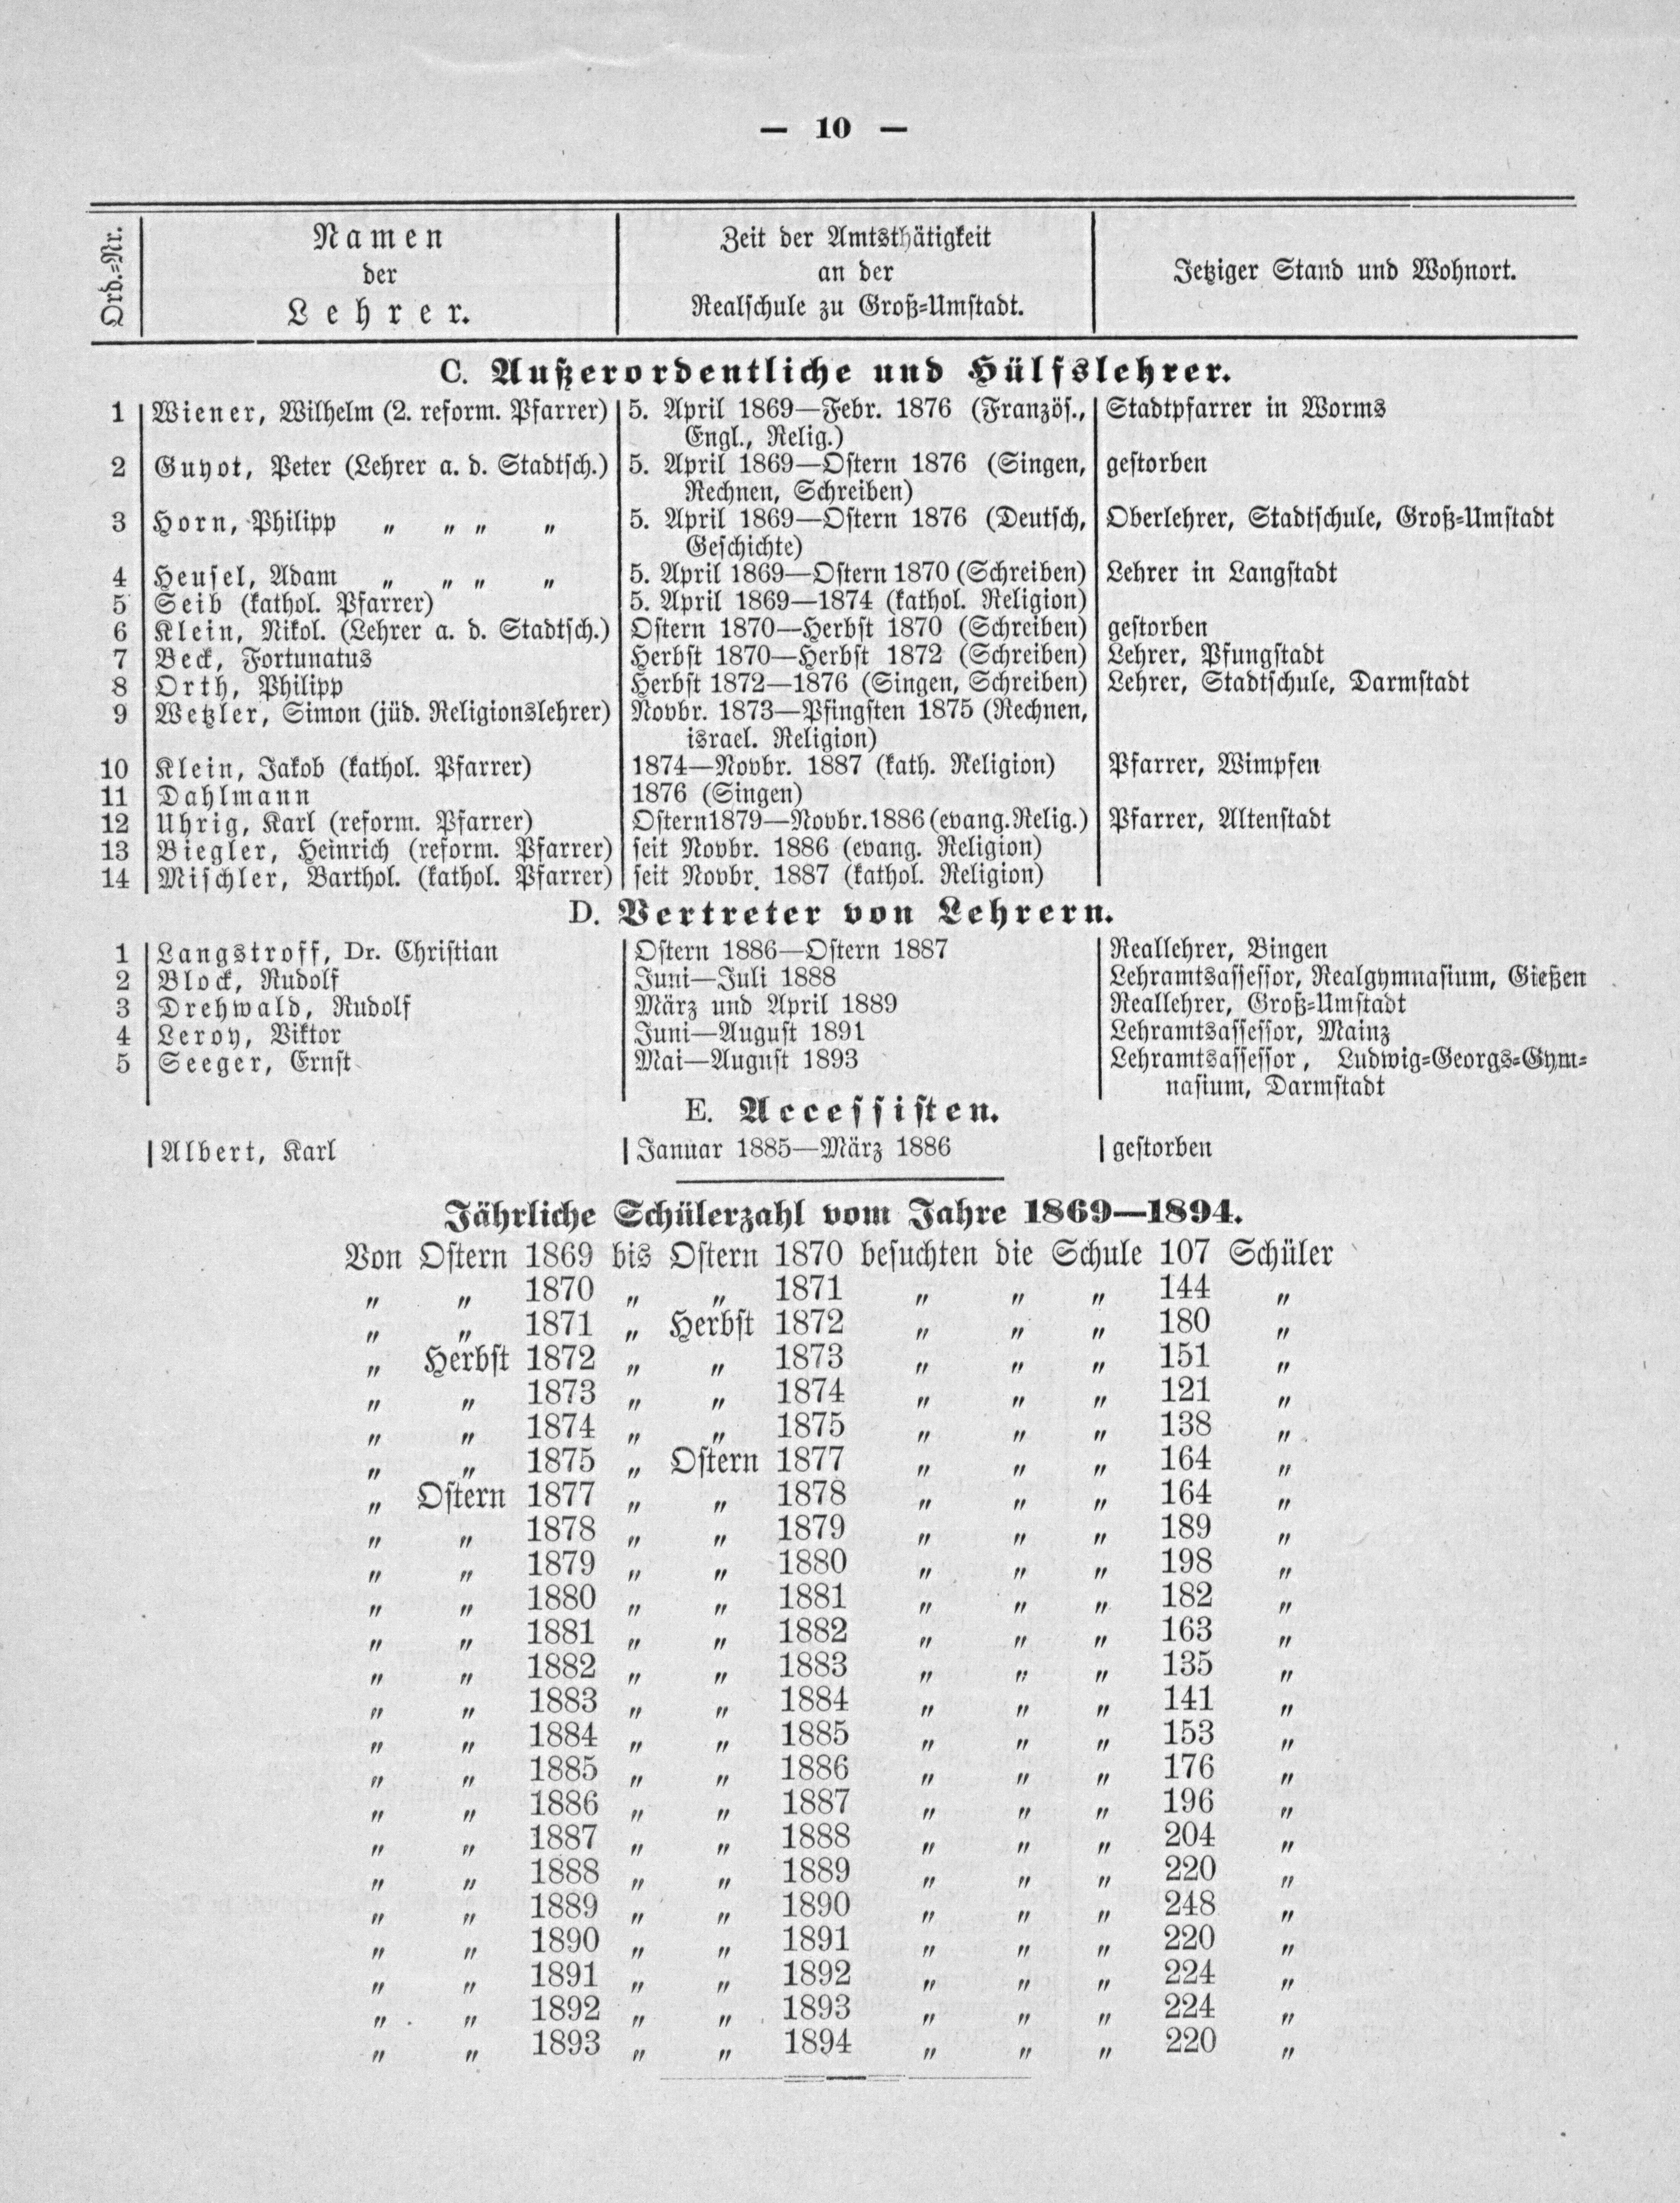 — 10 —
Ord.=Nr.
Namen
der
Lehrer.
Zeit der Amtsthätigkeit
an der
Realschule zu Groß=Umstadt.
Jetziger Stand und Wohnort.
C. Außerordentliche und Hülfslehrer.
1 Wiener, Wilhelm (2. reform. Pfarrer) 5. April 1869—Febr. 1876 (Französ., Stadtpfarrer in Worms
Engl., Relig.)
2 Guyot, Peter (Lehrer a. d. Stadtsch.) 5. April 1869—Ostern 1876 (Singen, gestorben
Rechnen, Schreiben)
3 Horn, Philipp „ „ „ „ 5. April 1869—Ostern 1876 (Deutsch, Oberlehrer, Stadtschule, Groß=Umstadt
Geschichte)
4 Heusel, Adam „ „ „ „ 5. April 1869—Ostern 1870 (Schreiben) Lehrer in Langstadt
5 Seib (kathol. Pfarrer) 5. April 1869—1874 (kathol. Religion)
6 Klein, Nikol. (Lehrer a. d. Stadtsch.) Ostern 1870—Herbst 1870 (Schreiben) gestorben
7 Beck, Fortunatus Herbst 1870—Herbst 1872 (Schreiben) Lehrer, Pfungstadt
8 Orth, Philipp Herbst 1872—1876 (Singen, Schreiben) Lehrer, Stadtschule, Darmstadt
9 Wetzler, Simon (jüd. Religionslehrer) Novbr. 1873—Pfingsten 1875 (Rechnen,
israel. Religion)
10 Klein, Jakob (kathol. Pfarrer) 1874—Novbr. 1887 (kath. Religion) Pfarrer, Wimpfen
11 Dahlmann 1876 (Singen)
12 Uhrig, Karl (reform. Pfarrer) Ostern1879—Novbr.1886 (evang.Relig.) Pfarrer, Altenstadt
13 Biegler, Heinrich (reform. Pfarrer) seit Novbr. 1886 (evang. Religion)
14 Mischler, Barthol. (kathol. Pfarrer) seit Novbr. 1887 (kathol. Religion)
D. Vertreter von Lehrern.
1 Langstroff, Dr. Christian Ostern 1886—Ostern 1887 Reallehrer, Bingen
2 Block, Rudolf Juni—Juli 1888 Lehramtsassessor, Realgymnasium, Gießen
3 Drehwald, Rudolf März und April 1889 Reallehrer, Groß=Umstadt
4 Leroy, Viktor Juni—August 1891 Lehramtsassessor, Mainz
5 Seeger, Ernst Mai—August 1893 Lehramtsassessor, Ludwig=Georgs=Gym=
nasium, Darmstadt
E. Accessisten.
Albert, Karl Januar 1885—März 1886 gestorben
Jährliche Schülerzahl vom Jahre 1869—1894.
Von Ostern 1869 bis Ostern 1870 besuchten die Schule 107 Schüler
„ „ 1870 „ „ 1871 „ „ „ 144 „
„ „ 1871 „ Herbst 1872 „ „ „ 180 „
„ Herbst 1872 „ „ 1873 „ „ „ 151 „
„ „ 1873 „ „ 1874 „ „ „ 121 „
„ „ 1874 „ „ 1875 „ „ „ 138 „
„ „ 1875 „ Ostern 1877 „ „ „ 164 „
„ Ostern 1877 „ „ 1878 „ „ „ 164 „
„ „ 1878 „ „ 1879 „ „ „ 189 „
„ „ 1879 „ „ 1880 „ „ „ 198 „
„ „ 1880 „ „ 1881 „ „ „ 182 „
„ „ 1881 „ „ 1882 „ „ „ 163 „
„ „ 1882 „ „ 1883 „ „ „ 135 „
„ „ 1883 „ „ 1884 „ „ „ 141 „
„ „ 1884 „ „ 1885 „ „ „ 153 „
„ „ 1885 „ „ 1886 „ „ „ 176 „
„ „ 1886 „ „ 1887 „ „ „ 196 „
„ „ 1887 „ „ 1888 „ „ „ 204 „
„ „ 1888 „ „ 1889 „ „ „ 220 „
„ „ 1889 „ „ 1890 „ „ „ 248 „
„ „ 1890 „ „ 1891 „ „ „ 220 „
„ „ 1891 „ „ 1892 „ „ „ 224 „
„ „ 1892 „ „ 1893 „ „ „ 224 „
„ „ 1893 „ „ 1894 „ „ „ 220 „